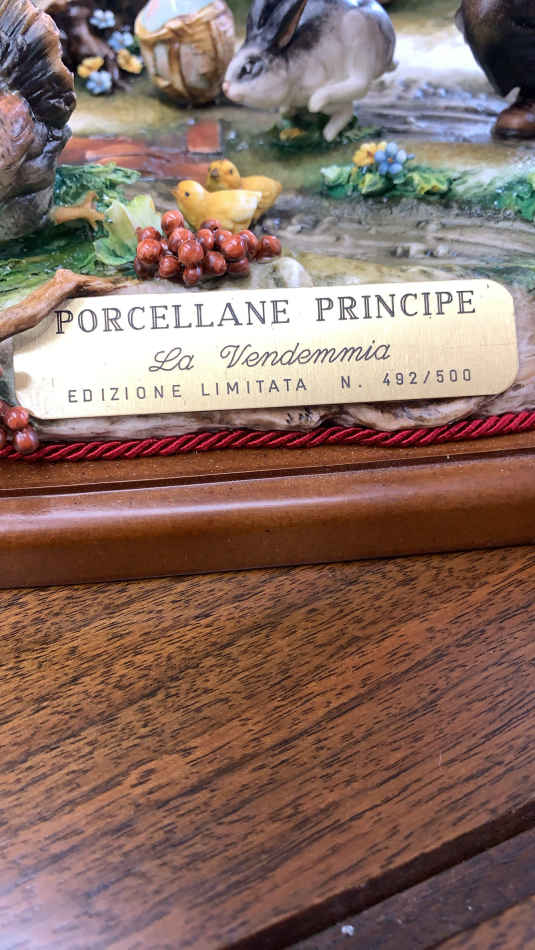 PORCELLANE PRINCIPE
La Vendemmia
EDIZIONE LIMITATA N. 492/500